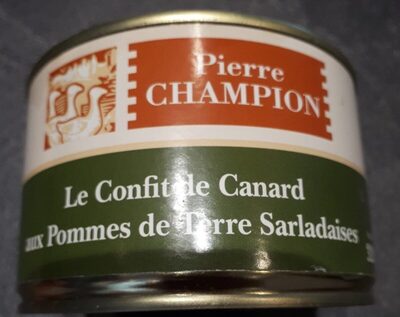 Pierre
CHAMPION
Le Confit de Canard
aux Pommes de Terre Sarladaises